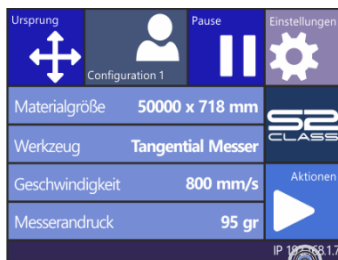 Ursprung
Configuration 1
Pause
Einstellungen
Materialgröße 50000 x 718 mm
Werkzeug Tangential Messer
Geschwindigkeit 800 mm/s
Messerandruck 95 gr
S2
CLASS
Aktionen
IP